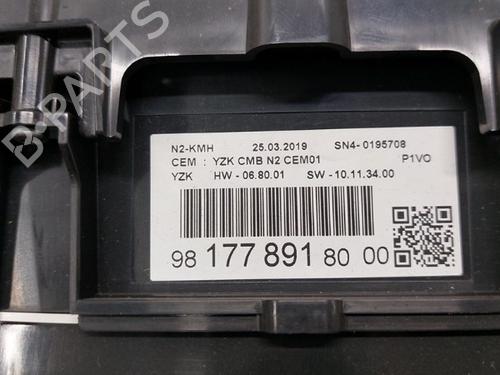 B-PARTS
N2-KMH 25.03.2019 SN4-0195708
CEM : YZK CMB N2 CEM01 P1VO
YZK HW - 06.80.01 SW - 10.11.34.00
98 177 891 80 00